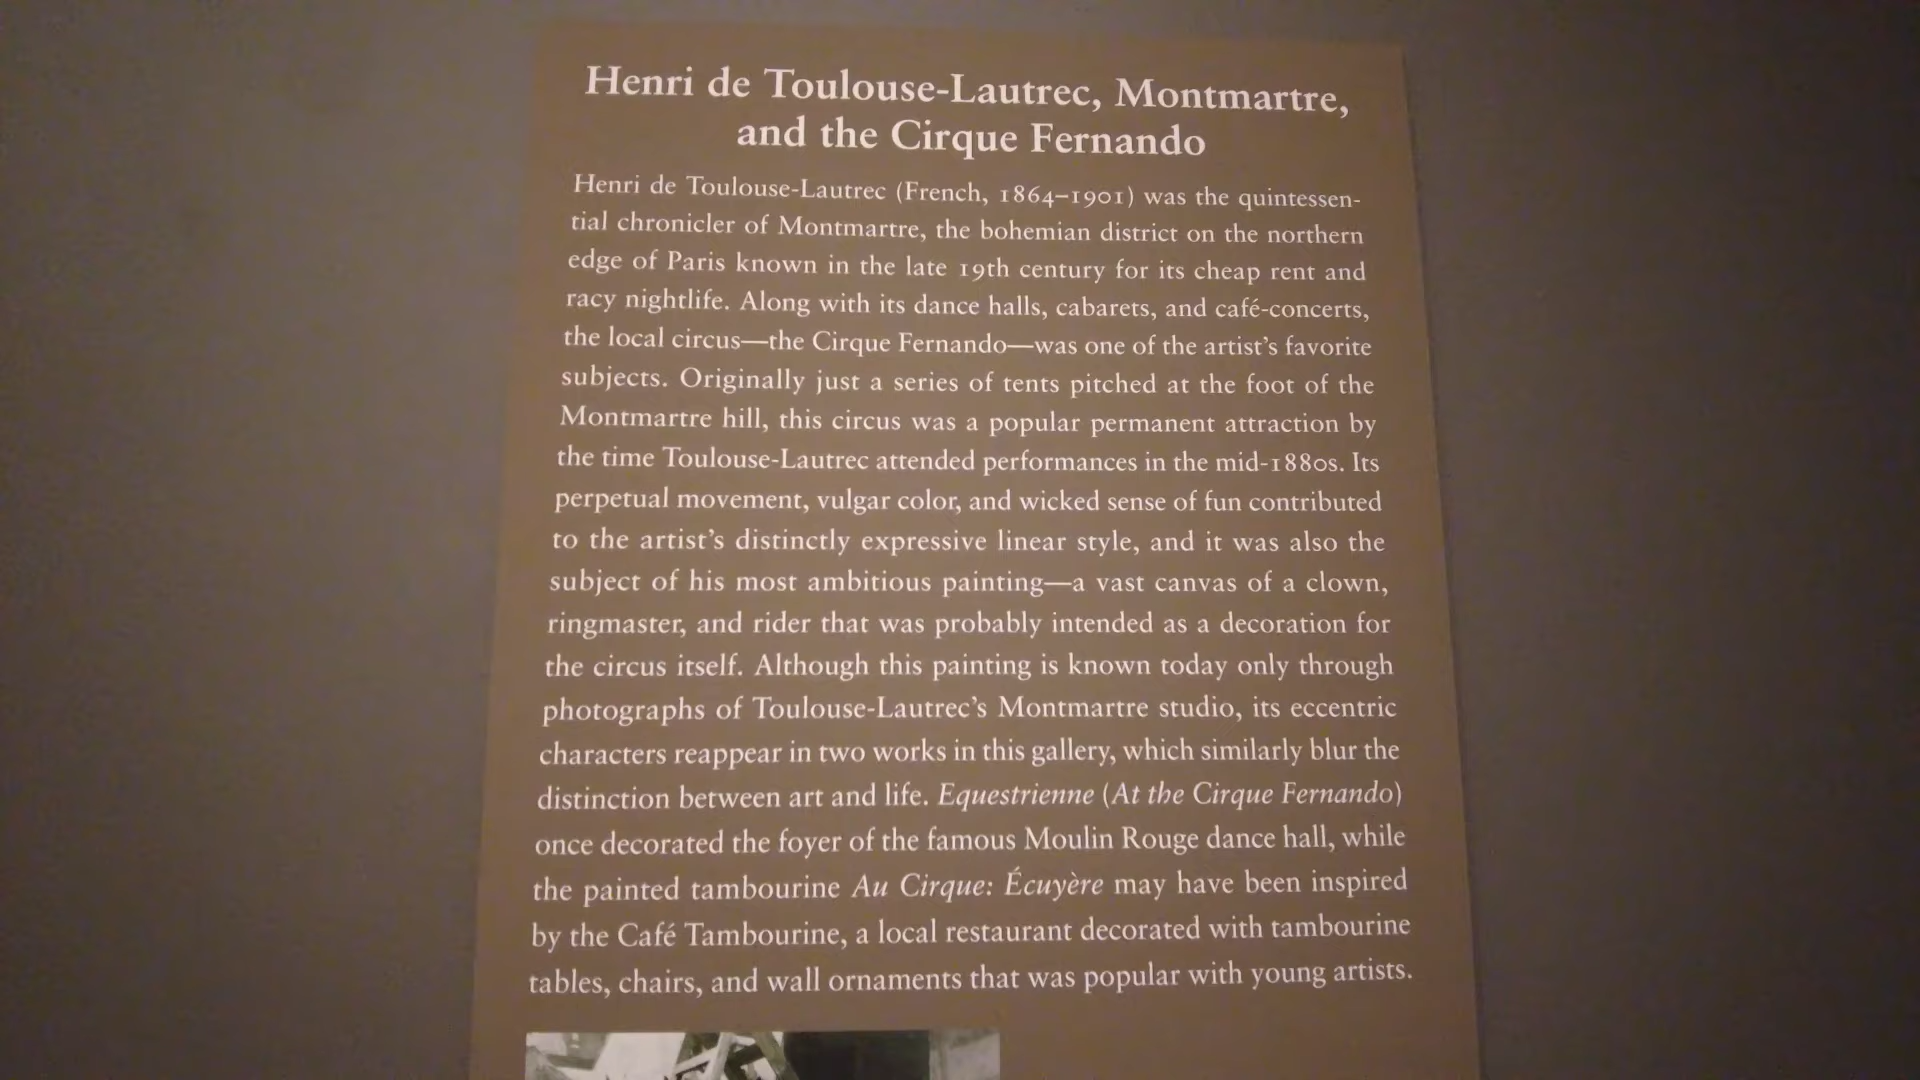 Henri de Toulouse-Lautrec, Montmartre,
and the Cirque Fernando
Henri de Toulouse-Lautrec (French, 1864–1901) was the quintessen-
tial chronicler of Montmartre, the bohemian district on the northern
edge of Paris known in the late 19th century for its cheap rent and
racy nightlife. Along with its dance halls, cabarets, and café-concerts,
the local circus—the Cirque Fernando—was one of the artist’s favorite
subjects. Originally just a series of tents pitched at the foot of the
Montmartre hill, this circus was a popular permanent attraction by
the time Toulouse-Lautrec attended performances in the mid-1880s. Its
perpetual movement, vulgar color, and wicked sense of fun contributed
to the artist’s distinctly expressive linear style, and it was also the
subject of his most ambitious painting—a vast canvas of a clown,
ringmaster, and rider that was probably intended as a decoration for
the circus itself. Although this painting is known today only through
photographs of Toulouse-Lautrec’s Montmartre studio, its eccentric
characters reappear in two works in this gallery, which similarly blur the
distinction between art and life. Equestrienne (At the Cirque Fernando)
once decorated the foyer of the famous Moulin Rouge dance hall, while
the painted tambourine Au Cirque: Écuyère may have been inspired
by the Café Tambourine, a local restaurant decorated with tambourine
tables, chairs, and wall ornaments that was popular with young artists.